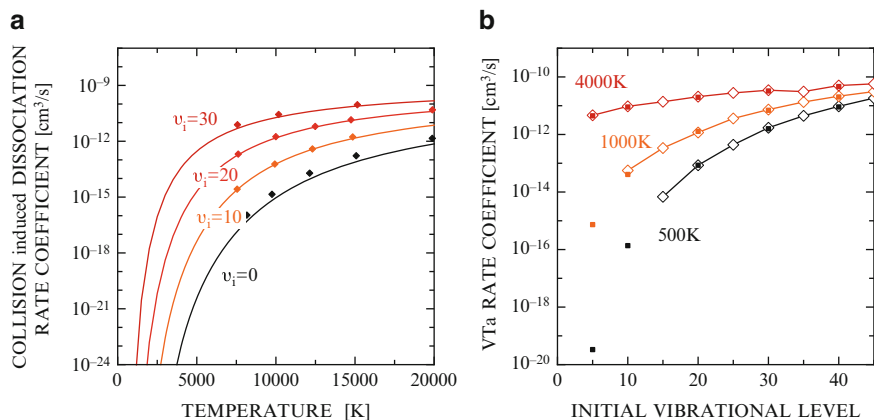 a
COLLISION induced DISSOCIATION
RATE COEFFICIENT [cm³/s]
10⁻⁹
10⁻¹²
10⁻¹⁵
10⁻¹⁸
10⁻²¹
10⁻²⁴
υᵢ=30
υᵢ=20
υᵢ=10
υᵢ=0
0 5000 10000 15000 20000
TEMPERATURE [K]
b
VTa RATE COEFFICIENT [cm³/s]
10⁻¹⁰
10⁻¹²
10⁻¹⁴
10⁻¹⁶
10⁻¹⁸
10⁻²⁰
4000K
1000K
500K
0 10 20 30 40
INITIAL VIBRATIONAL LEVEL